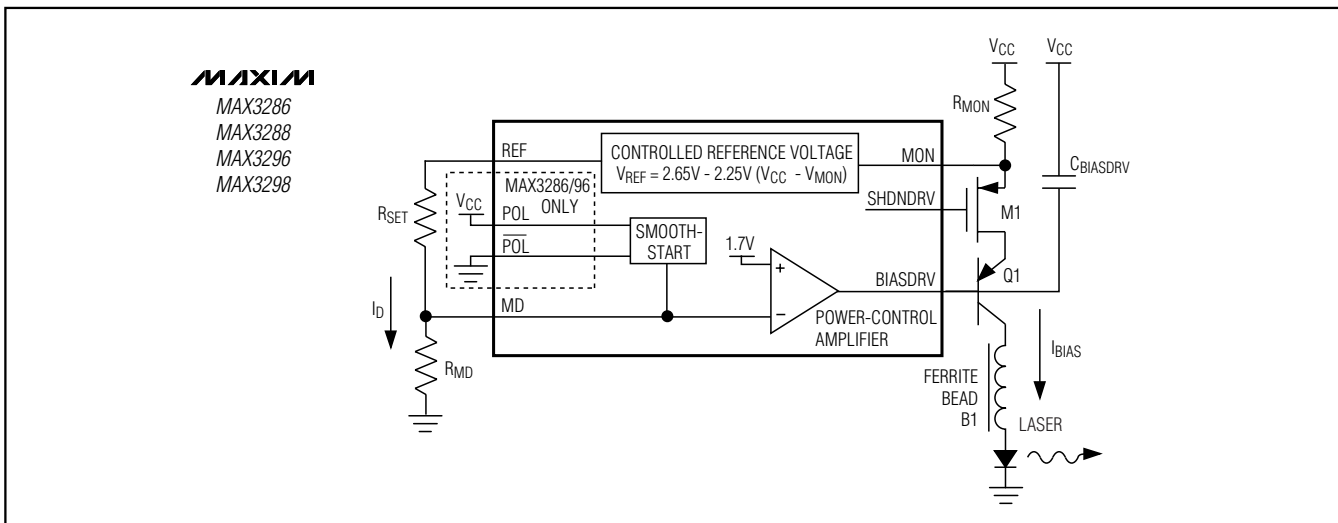 MAXIM
MAX3286
MAX3288
MAX3296
MAX3298
VCC
VCC
RMON
REF
CONTROLLED REFERENCE VOLTAGE
VREF = 2.65V - 2.25V (VCC - VMON)
MON
CBIASDRV
MAX3286/96
ONLY
SHDNDRV
M1
RSET
VCC
POL
POL
SMOOTH-
START
1.7V
+
-
BIASDRV
Q1
ID
MD
POWER-CONTROL
AMPLIFIER
RMD
IBIAS
FERRITE
BEAD
B1
LASER